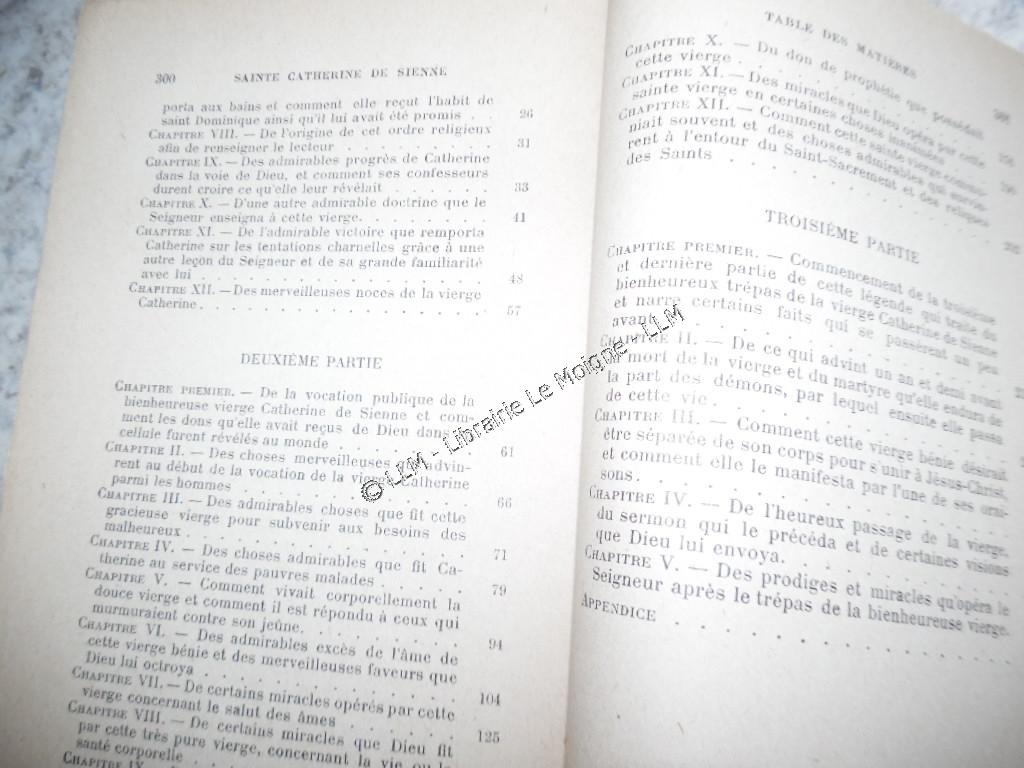 300 SAINTE CATHERINE DE SIENNE
porta aux bains et comment elle reçut l'habit de
saint Dominique ainsi qu'il lui avait été promis . . 26
CHAPITRE VIII. — De l'origine de cet ordre religieux
afin de renseigner le lecteur . . . . . . . 31
CHAPITRE IX. — Des admirables progrès de Catherine
dans la voie de Dieu, et comment ses confesseurs
durent croire ce qu'elle leur révélait . . . . . . 33
CHAPITRE X. — D'une autre admirable doctrine que le
Seigneur enseigna à cette vierge. . . . . . . . 41
CHAPITRE XI. — De l'admirable victoire que remporta
Catherine sur les tentations charnelles grâce à une
autre leçon du Seigneur et de sa grande familiarité
avec lui . . . . . . . . . . . . 48
CHAPITRE XII. — Des merveilleuses noces de la vierge
Catherine. . . . . . . . . . . . . 57
DEUXIÈME PARTIE
CHAPITRE PREMIER. — De la vocation publique de la
bienheureuse vierge Catherine de Sienne et com-
ment les dons qu'elle avait reçus de Dieu dans sa
cellule furent révélés au monde . . . . . . 61
CHAPITRE II. — Des choses merveilleuses qui advin-
rent au début de la vocation de la vierge Catherine
parmi les hommes . . . . . . . . . 66
CHAPITRE III. — Des admirables choses que fit cette
gracieuse vierge pour subvenir aux besoins des
malheureux . . . . . . . . . . . 71
CHAPITRE IV. — Des choses admirables que fit Ca-
therine au service des pauvres malades . . . . 79
CHAPITRE V. — Comment vivait corporellement la
douce vierge et comment il est répondu à ceux qui
murmuraient contre son jeûne. . . . . . . 94
CHAPITRE VI. — Des admirables excès de l'âme de
cette vierge bénie et des merveilleuses faveurs que
Dieu lui octroya . . . . . . . . . 104
CHAPITRE VII. — De certains miracles opérés par cette
vierge concernant le salut des âmes . . . . . 125
CHAPITRE VIII. — De certains miracles que Dieu fit
par cette très pure vierge, concernant la vie ou la
santé corporelle . . . . . . . .
CHAPITRE IX.
TABLE DES MATIÈRES
CHAPITRE X. — Du don de prophétie que possédait
cette vierge . . . . . . . .
CHAPITRE XI. — Des miracles que Dieu opéra par cette
sainte vierge en certaines choses inanimées
CHAPITRE XII. — Comment cette sainte vierge commu-
niait souvent et des choses admirables qui envin-
rent à l'entour du Saint-Sacrement et des reliques
des Saints . . . . . . . .
TROISIÉME PARTIE
CHAPITRE PREMIER. — Commencement de la troisième
et dernière partie de cette légende qui traite du
bienheureux trépas de la vierge Catherine de Sienne
et narre certains faits qui se passèrent un peu
avant . . . . . . . .
CHAPITRE II. — De ce qui advint un an et demi avant
la mort de la vierge et du martyre qu'elle endura de
la part des démons, par lequel ensuite elle passa
de cette vie . . . . . . . .
CHAPITRE III. — Comment cette vierge bénie désirait
être séparée de son corps pour s'unir à Jésus-Christ,
et comment elle le manifesta par l'une de ses orai-
sons . . . . . . . .
CHAPITRE IV. — De l'heureux passage de la vierge,
du sermon qui le précéda et de certaines visions
que Dieu lui envoya. . . . . . . .
CHAPITRE V. — Des prodiges et miracles qu'opéra le
Seigneur après le trépas de la bienheureuse vierge.
APPENDICE . . . . . . . .
© LLM - Librairie Le Moigne - LLM